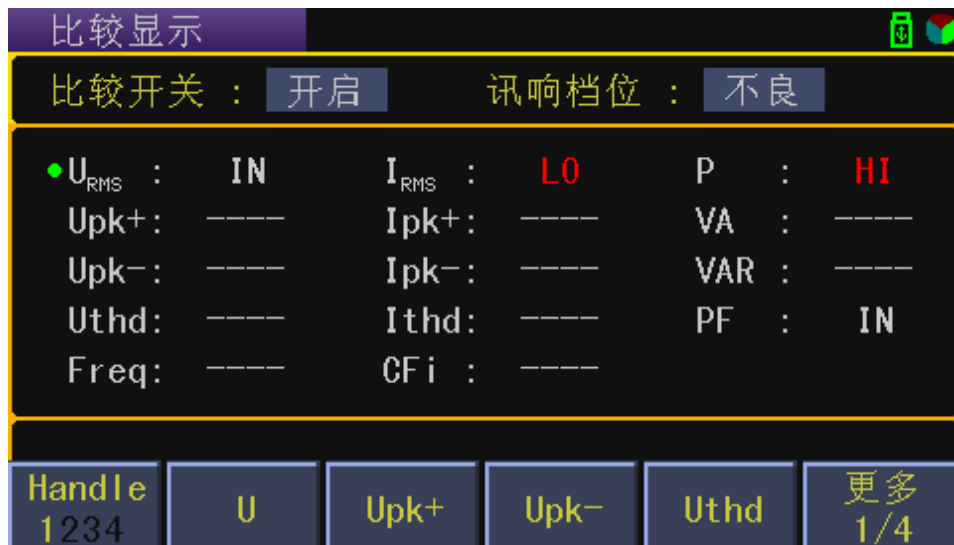 比较显示
比较开关 : 开启 讯响档位 : 不良
URMS : IN IRMS : LO P : HI
Upk+: ---- Ipk+: ---- VA : ----
Upk-: ---- Ipk-: ---- VAR : ----
Uthd: ---- Ithd: ---- PF : IN
Freq: ---- CFi : ----
Handle U Upk+ Upk- Uthd 更多
1234 1/4